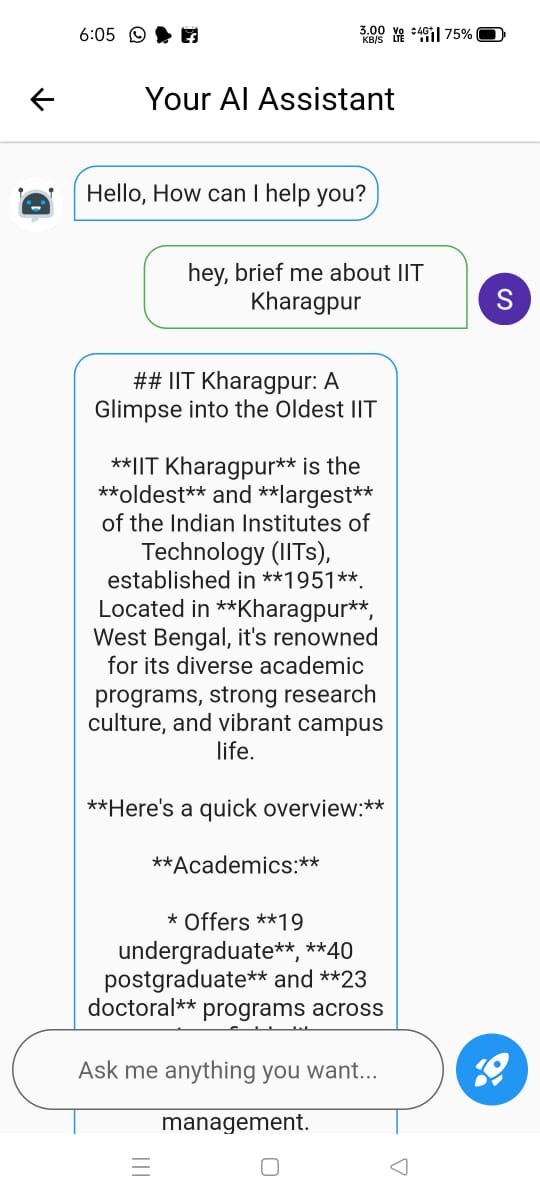 6:05 3.00 KB/S Vo LTE 4G+ 75%
Your AI Assistant
Hello, How can I help you?
hey, brief me about IIT
Kharagpur
S
## IIT Kharagpur: A
Glimpse into the Oldest IIT
**IIT Kharagpur** is the
**oldest** and **largest**
of the Indian Institutes of
Technology (IITs),
established in **1951**.
Located in **Kharagpur**,
West Bengal, it's renowned
for its diverse academic
programs, strong research
culture, and vibrant campus
life.
**Here's a quick overview:**
**Academics:**
* Offers **19
undergraduate**, **40
postgraduate** and **23
doctoral** programs across
Ask me anything you want...
management.